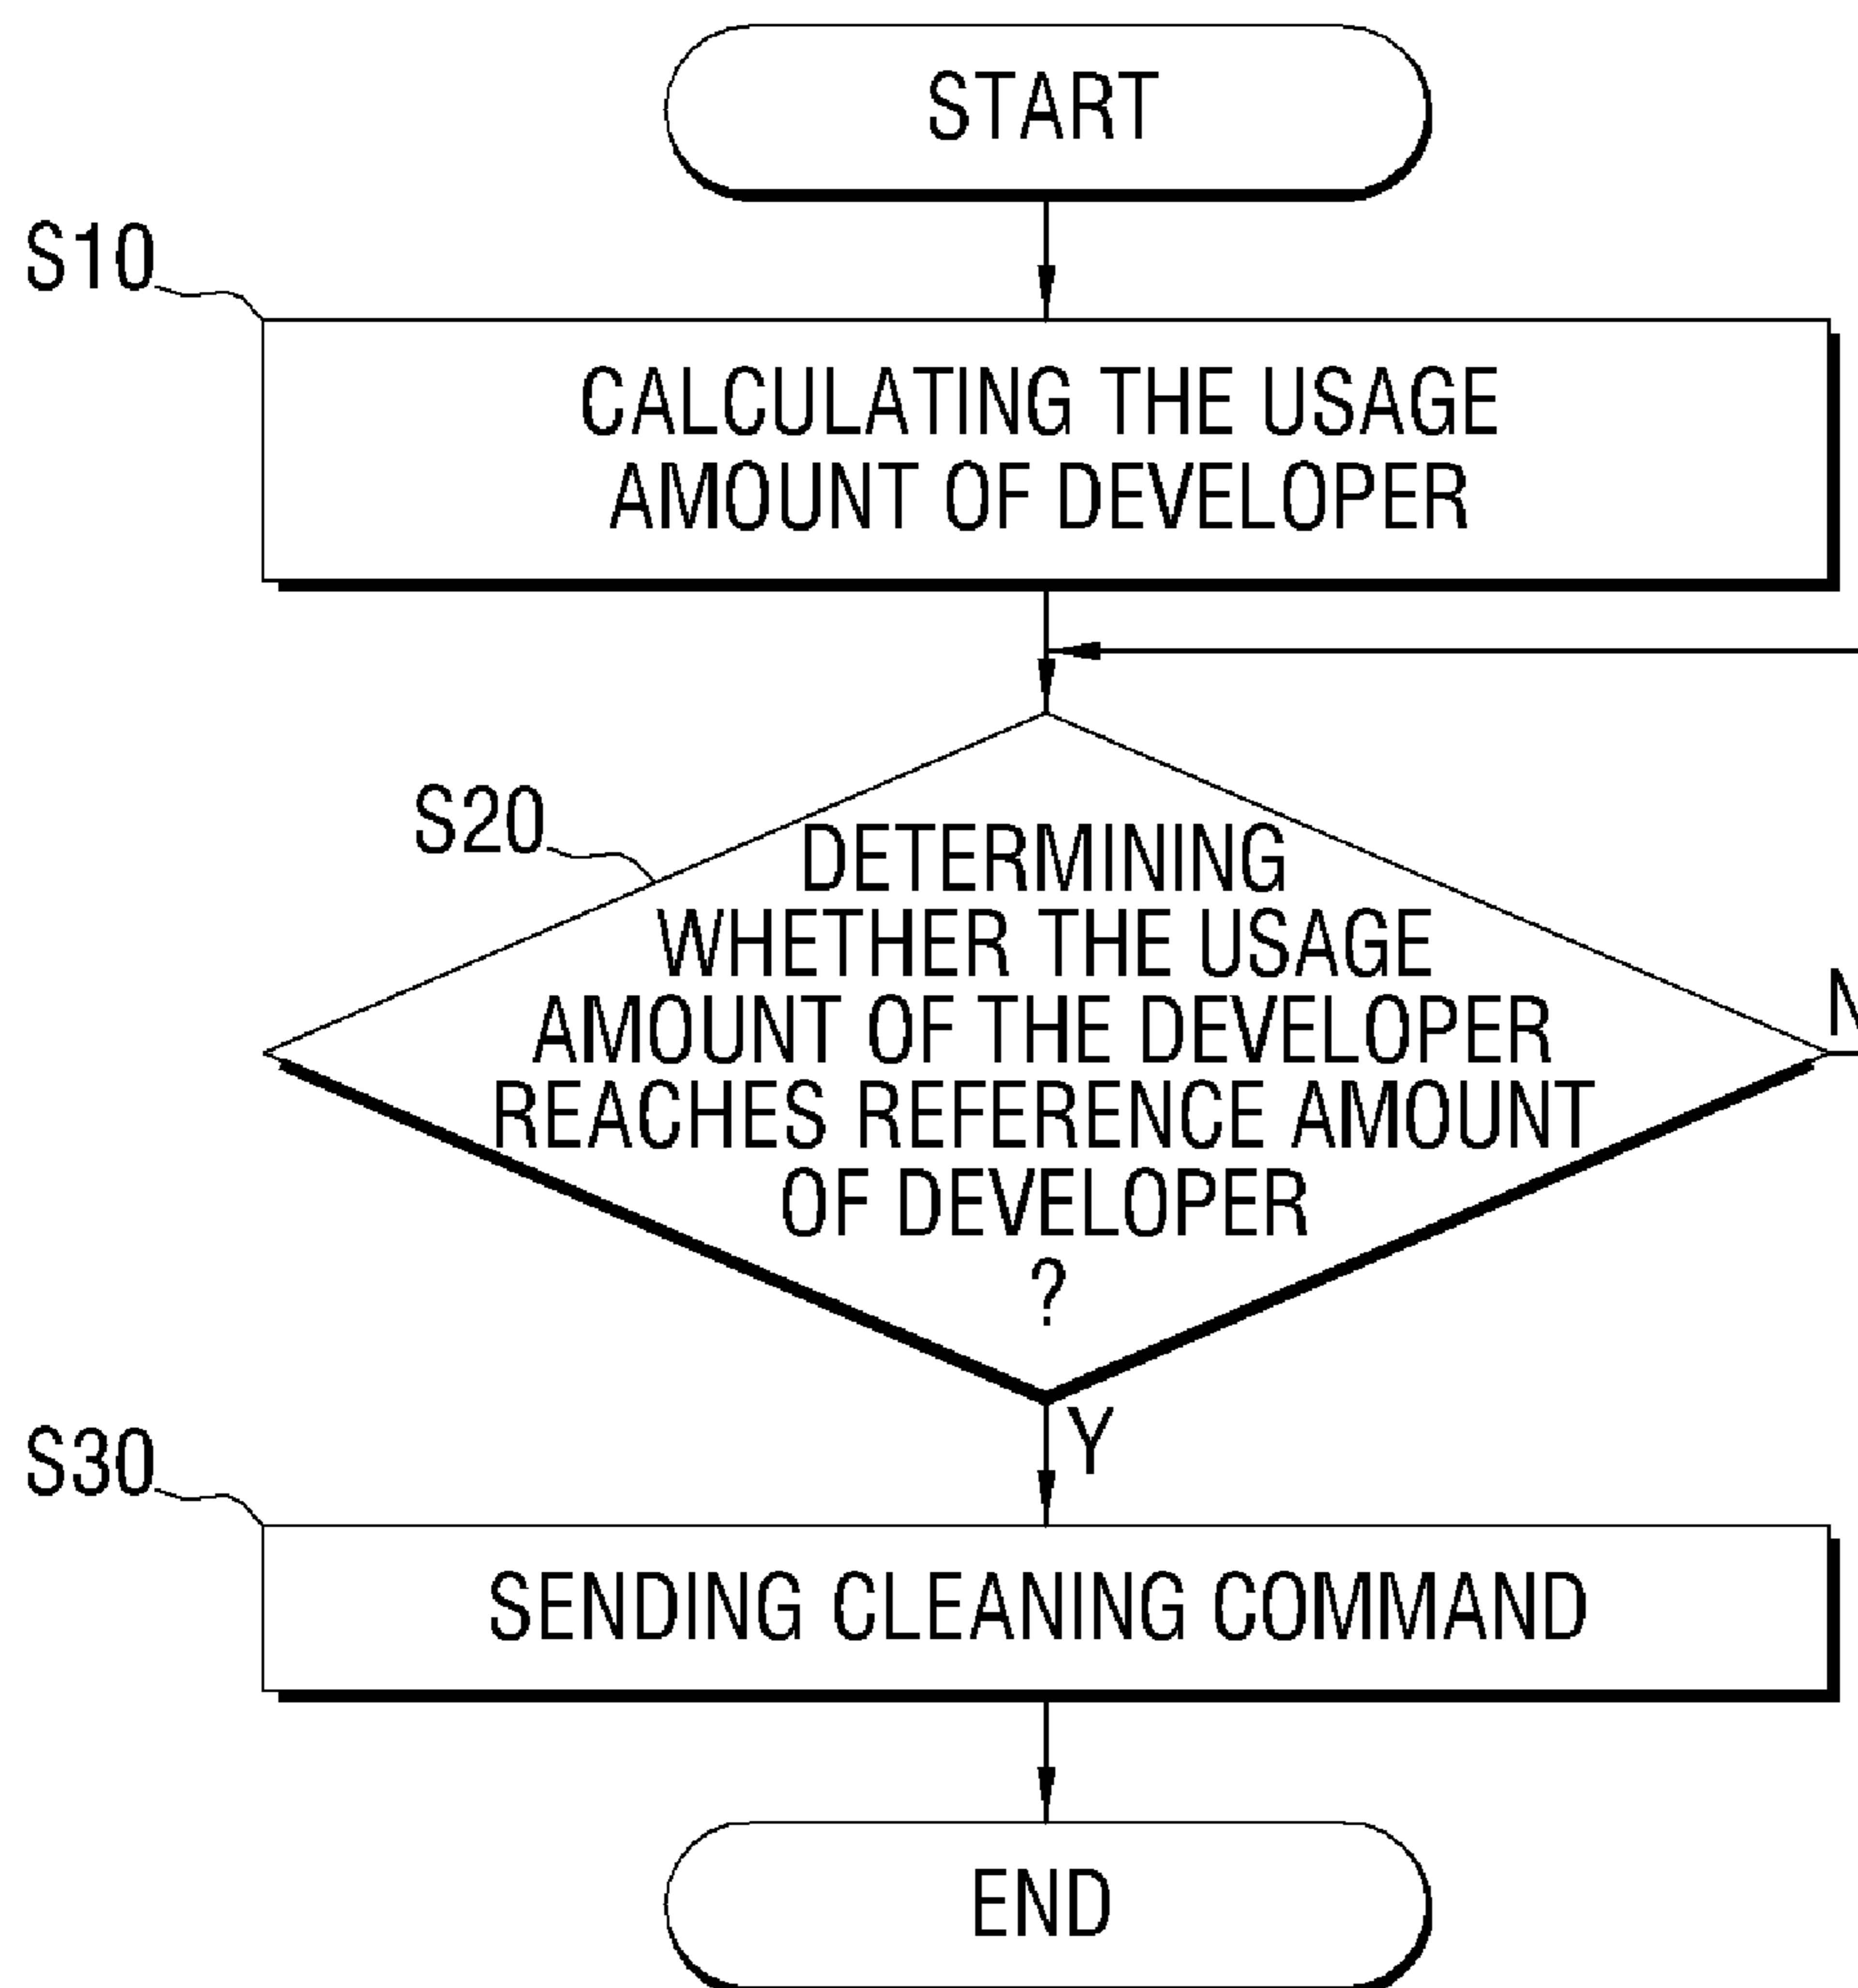 START
S10
CALCULATING THE USAGE
AMOUNT OF DEVELOPER
S20
DETERMINING
WHETHER THE USAGE
AMOUNT OF THE DEVELOPER
REACHES REFERENCE AMOUNT
OF DEVELOPER
?
N
Y
S30
SENDING CLEANING COMMAND
END